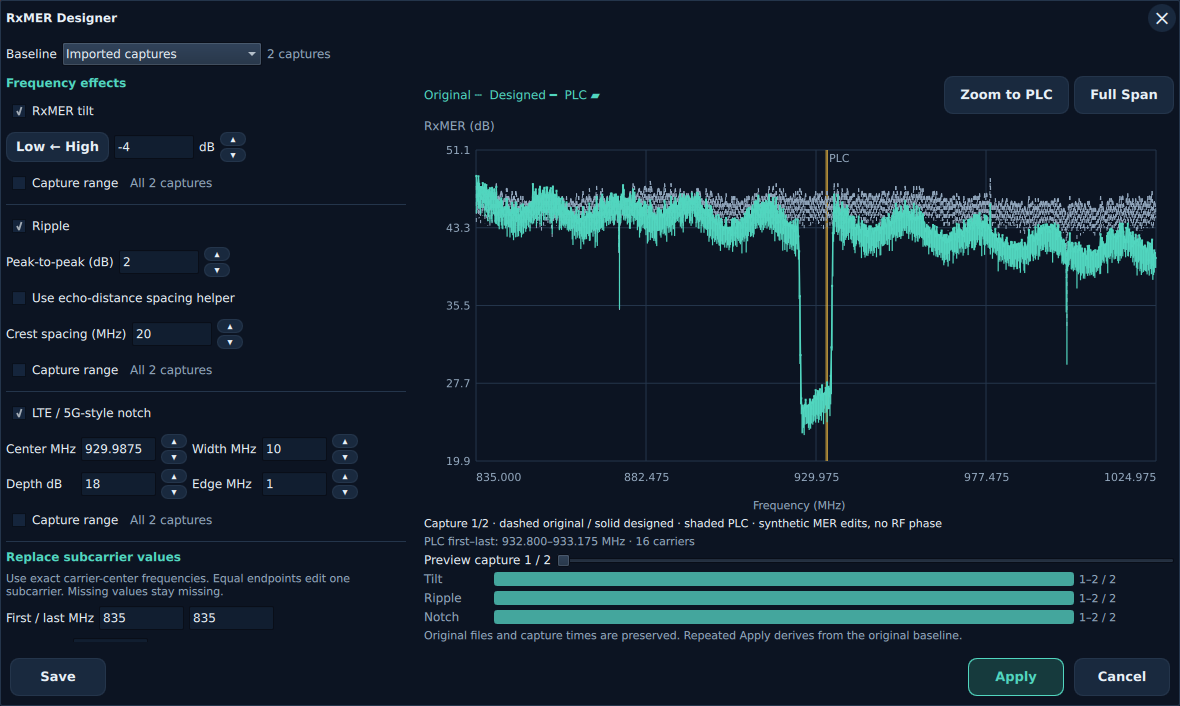 RxMER Designer
Baseline Imported captures 2 captures
Frequency effects
RxMER tilt
Low ← High -4 dB
Capture range All 2 captures
Ripple
Peak-to-peak (dB) 2
Use echo-distance spacing helper
Crest spacing (MHz) 20
Capture range All 2 captures
LTE / 5G-style notch
Center MHz 929.9875 Width MHz 10
Depth dB 18 Edge MHz 1
Capture range All 2 captures
Replace subcarrier values
Use exact carrier-center frequencies. Equal endpoints edit one
subcarrier. Missing values stay missing.
First / last MHz 835 835
Save
Original Designed PLC
Zoom to PLC Full Span
RxMER (dB)
51.1
PLC
43.3
35.5
27.7
19.9
835.000 882.475 929.975 977.475 1024.975
Frequency (MHz)
Capture 1/2 · dashed original / solid designed · shaded PLC · synthetic MER edits, no RF phase
PLC first–last: 932.800–933.175 MHz · 16 carriers
Preview capture 1 / 2
Tilt 1–2 / 2
Ripple 1–2 / 2
Notch 1–2 / 2
Original files and capture times are preserved. Repeated Apply derives from the original baseline.
Apply Cancel